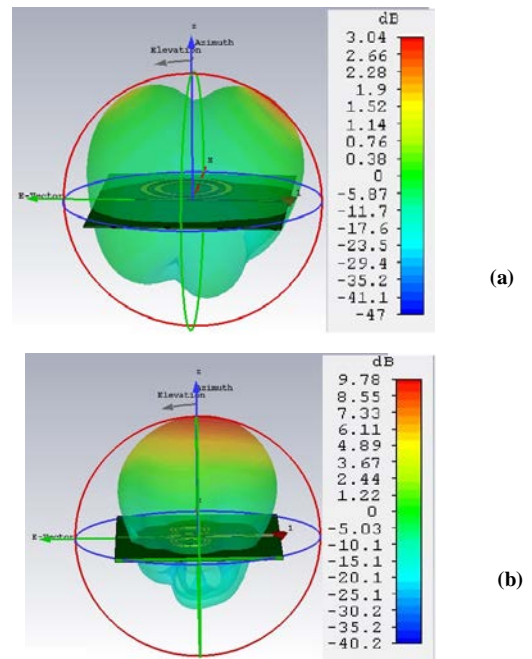 dB
z
Azimuth
Elevation
3.04
2.66
2.28
1.9
1.52
1.14
0.76
0.38
0
-5.87
-11.7
-17.6
-23.5
-29.4
-35.2
-41.1
-47
E-Vector
(a)
dB
z
Azimuth
Elevation
9.78
8.55
7.33
6.11
4.89
3.67
2.44
1.22
0
-5.03
-10.1
-15.1
-20.1
-25.1
-30.2
-35.2
-40.2
E-Vector
(b)